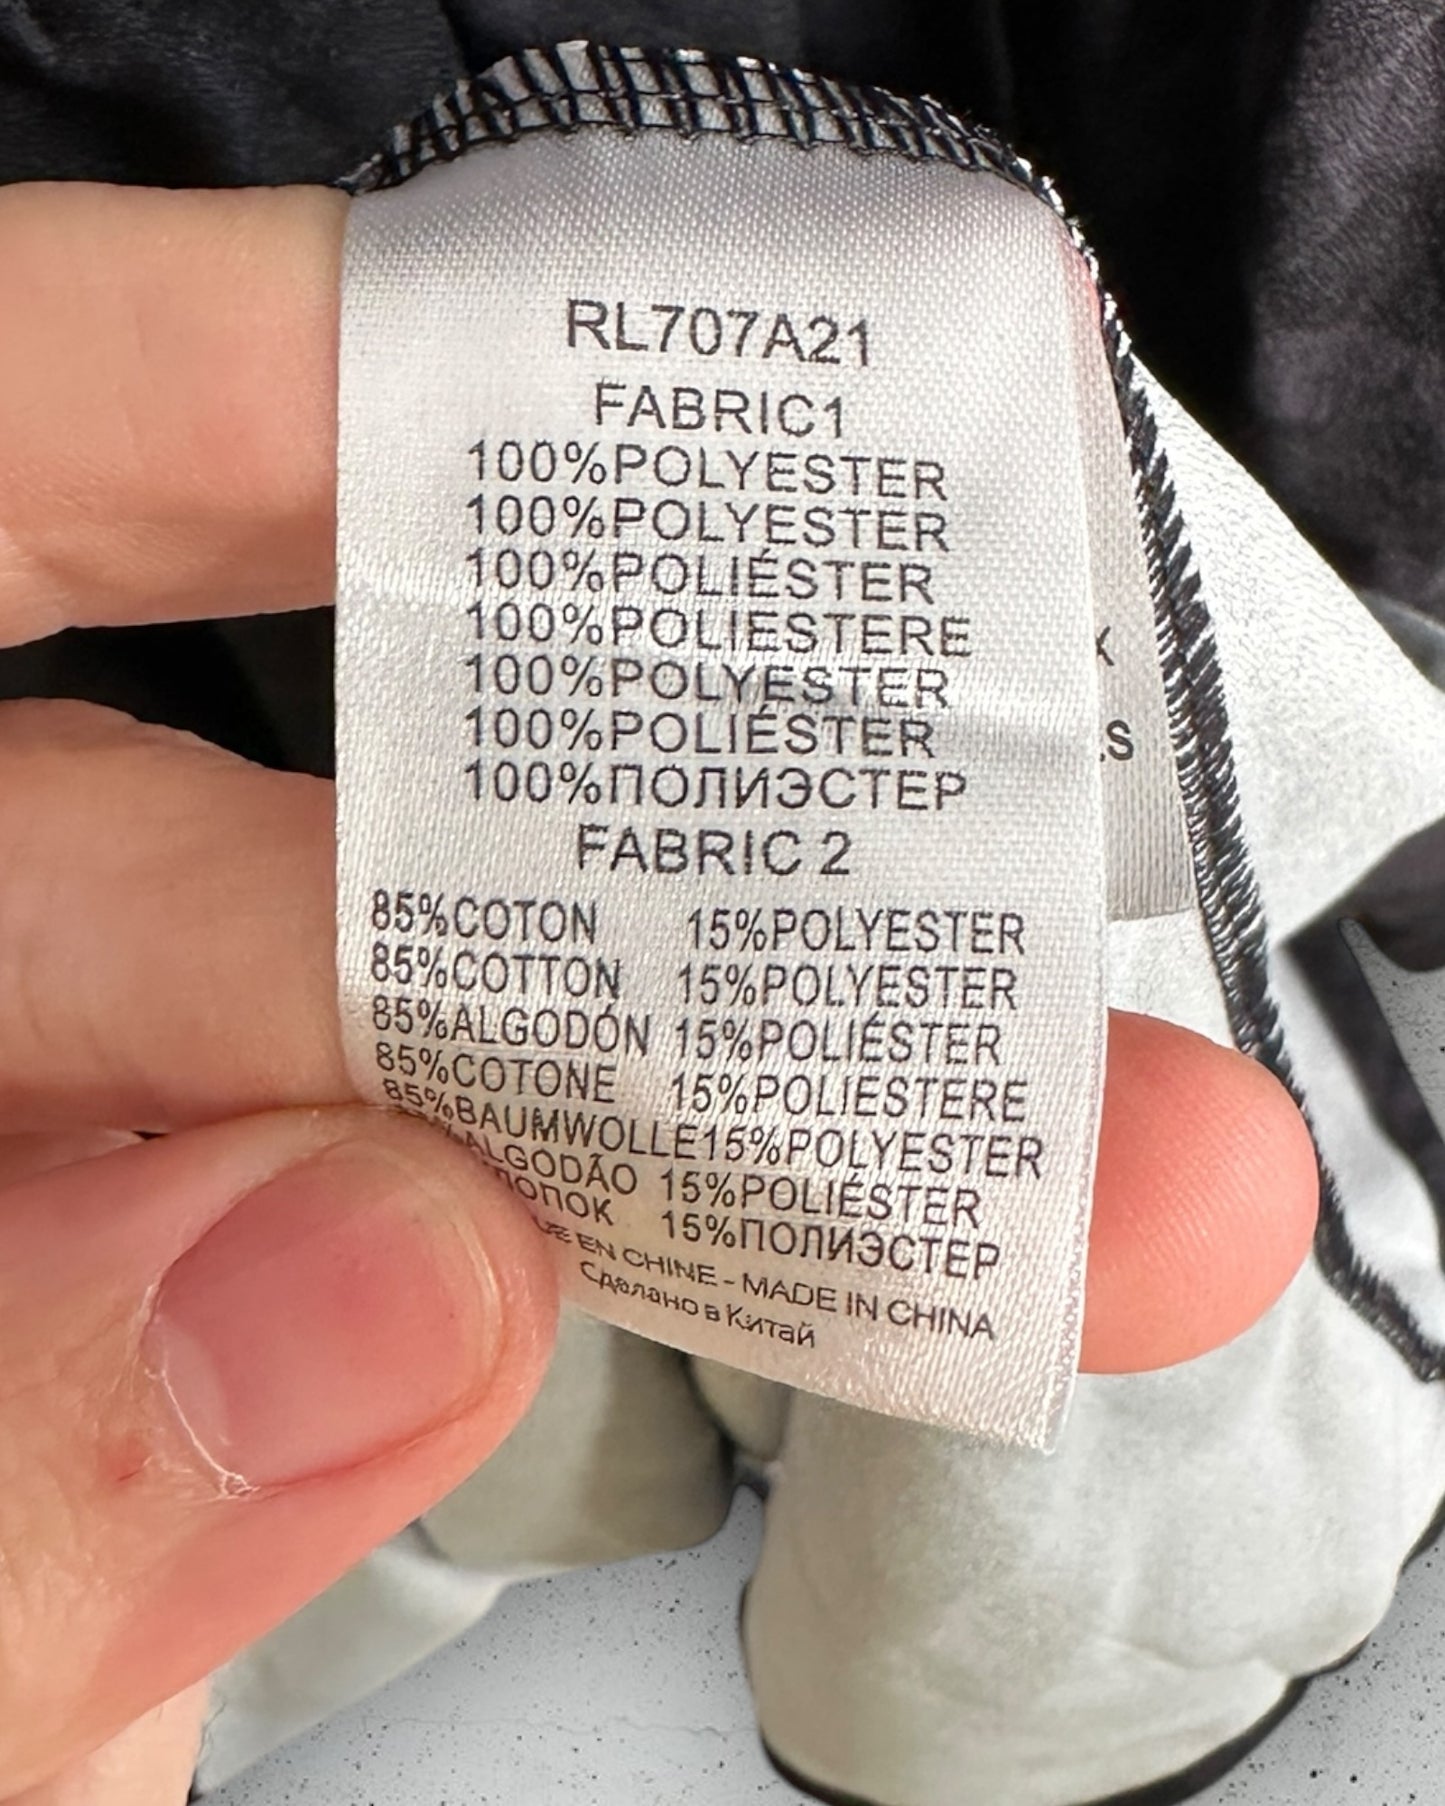 RL707A21
FABRIC1
100%POLYESTER
100%POLYESTER
100%POLIÉSTER
100%POLIESTERE
100%POLYESTER
100%POLIÉSTER
100%ПОЛИЭСТЕР
FABRIC 2
85%COTON 15%POLYESTER
85%COTTON 15%POLYESTER
85%ALGODÓN 15%POLIÉSTER
85%COTONE 15%POLIESTERE
85%BAUMWOLLE15%POLYESTER
ALGODÃO 15%POLIÉSTER
15%ПОЛИЭСТЕР
EN CHINE - MADE IN CHINA
Сделано в Китай